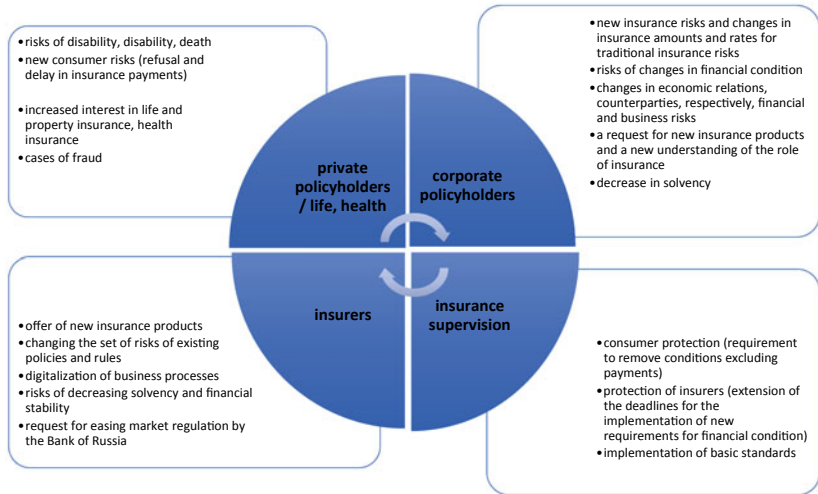 •risks of disability, disability, death
•new consumer risks (refusal and
delay in insurance payments)
•increased interest in life and
property insurance, health
insurance
•cases of fraud
•new insurance risks and changes in
insurance amounts and rates for
traditional insurance risks
•risks of changes in financial condition
•changes in economic relations,
counterparties, respectively, financial
and business risks
•a request for new insurance products
and a new understanding of the role
of insurance
•decrease in solvency
private
policyholders
/ life, health
corporate
policyholders
insurers
insurance
supervision
•offer of new insurance products
•changing the set of risks of existing
policies and rules
•digitalization of business processes
•risks of decreasing solvency and financial
stability
•request for easing market regulation by
the Bank of Russia
•consumer protection (requirement
to remove conditions excluding
payments)
•protection of insurers (extension of
the deadlines for the
implementation of new
requirements for financial condition)
•implementation of basic standards